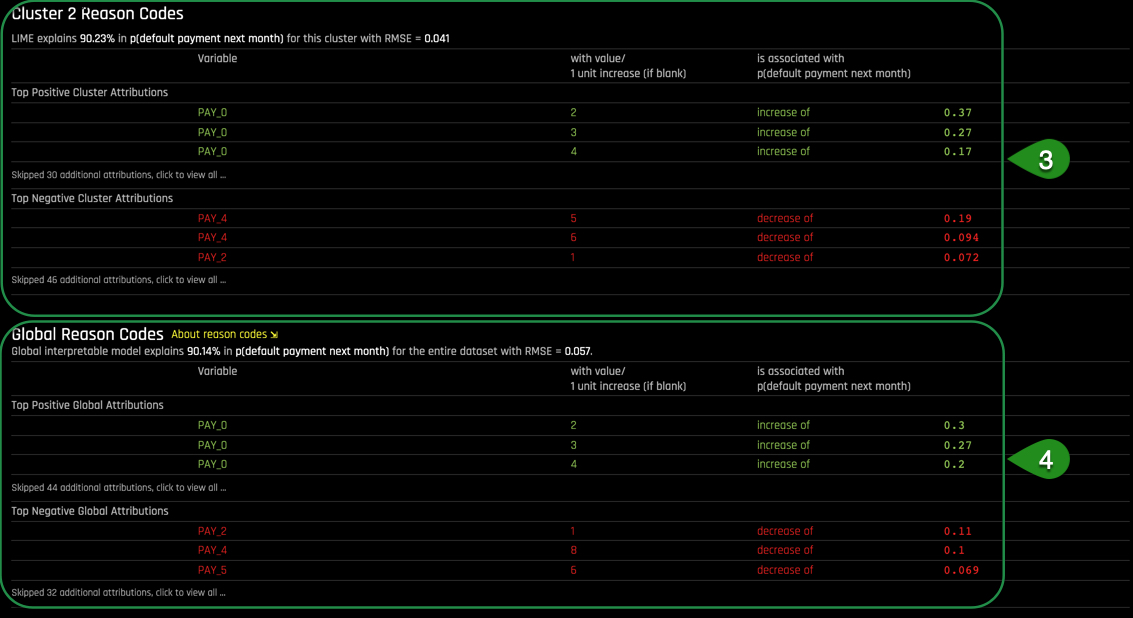 Cluster 2 Reason Codes
LIME explains 90.23% in p(default payment next month) for this cluster with RMSE = 0.041
Variable with value/ is associated with
1 unit increase (if blank) p(default payment next month)
Top Positive Cluster Attributions
PAY_0 2 increase of 0.37
PAY_0 3 increase of 0.27
PAY_0 4 increase of 0.17
Skipped 30 additional attributions, click to view all ...
3
Top Negative Cluster Attributions
PAY_4 5 decrease of 0.19
PAY_4 6 decrease of 0.094
PAY_2 1 decrease of 0.072
Skipped 46 additional attributions, click to view all ...
Global Reason Codes About reason codes
Global interpretable model explains 90.14% in p(default payment next month) for the entire dataset with RMSE = 0.057.
Variable with value/ is associated with
1 unit increase (if blank) p(default payment next month)
Top Positive Global Attributions
PAY_0 2 increase of 0.3
PAY_0 3 increase of 0.27
PAY_0 4 increase of 0.2
4
Skipped 44 additional attributions, click to view all ...
Top Negative Global Attributions
PAY_2 1 decrease of 0.11
PAY_4 8 decrease of 0.1
PAY_5 6 decrease of 0.069
Skipped 32 additional attributions, click to view all ...